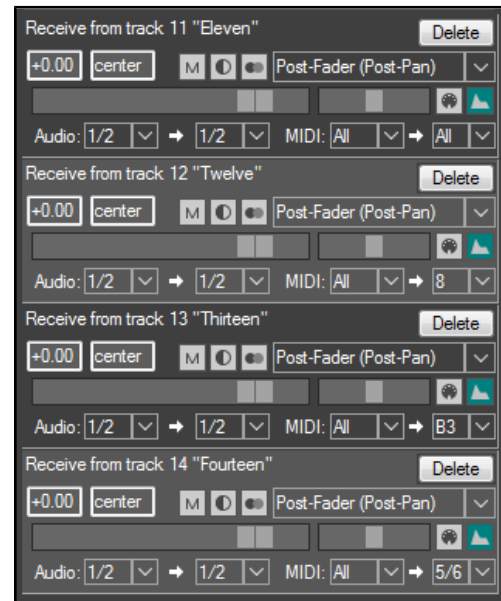 Receive from track 11 "Eleven" Delete
+0.00 center M Post-Fader (Post-Pan)
Audio: 1/2 → 1/2 MIDI: All → All
Receive from track 12 "Twelve" Delete
+0.00 center M Post-Fader (Post-Pan)
Audio: 1/2 → 1/2 MIDI: All → 8
Receive from track 13 "Thirteen" Delete
+0.00 center M Post-Fader (Post-Pan)
Audio: 1/2 → 1/2 MIDI: All → B3
Receive from track 14 "Fourteen" Delete
+0.00 center M Post-Fader (Post-Pan)
Audio: 1/2 → 1/2 MIDI: All → 5/6